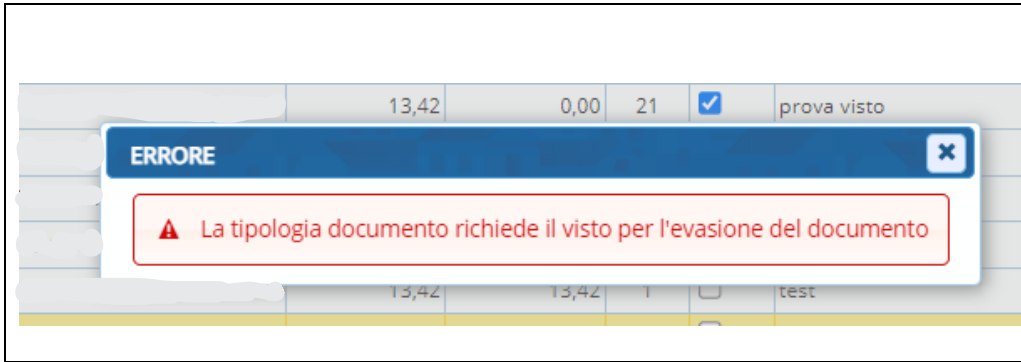 13,42 0,00 21 prova visto
ERRORE
La tipologia documento richiede il visto per l'evasione del documento
13,42 13,42 1 test